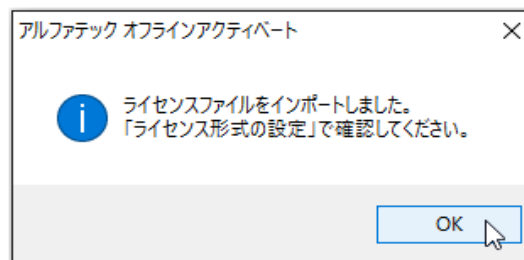 アルファテック オフラインアクティベート
ライセンスファイルをインポートしました。
「ライセンス形式の設定」で確認してください。
OK